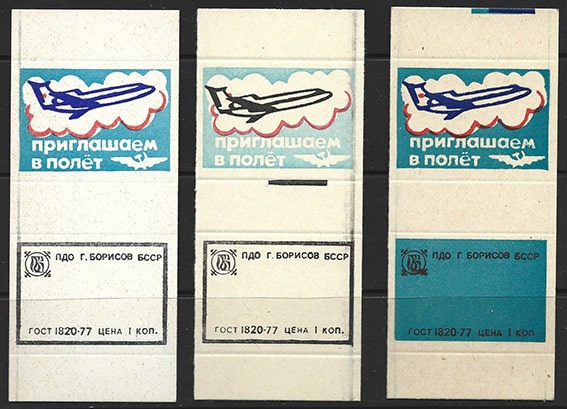 приглашаем
в полёт
ПДО Г. БОРИСОВ БССР
ГОСТ 1820-77 ЦЕНА 1 КОП.
приглашаем
в полёт
ПДО Г. БОРИСОВ БССР
ГОСТ 1820-77 ЦЕНА 1 КОП.
приглашаем
в полёт
ПДО Г. БОРИСОВ БССР
ГОСТ 1820-77 ЦЕНА 1 КОП.